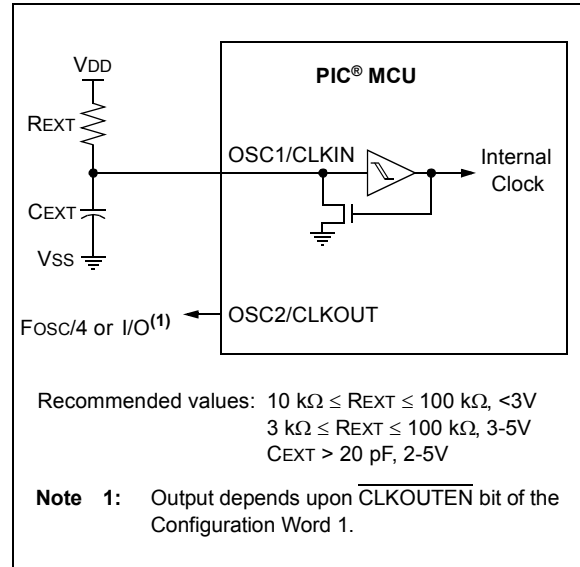 VDD
PIC® MCU
REXT
OSC1/CLKIN
Internal
Clock
CEXT
VSS
OSC2/CLKOUT
FOSC/4 or I/O(1)
Recommended values: 10 kΩ ≤ REXT ≤ 100 kΩ, <3V
3 kΩ ≤ REXT ≤ 100 kΩ, 3-5V
CEXT > 20 pF, 2-5V
Note 1: Output depends upon CLKOUTEN bit of the
Configuration Word 1.